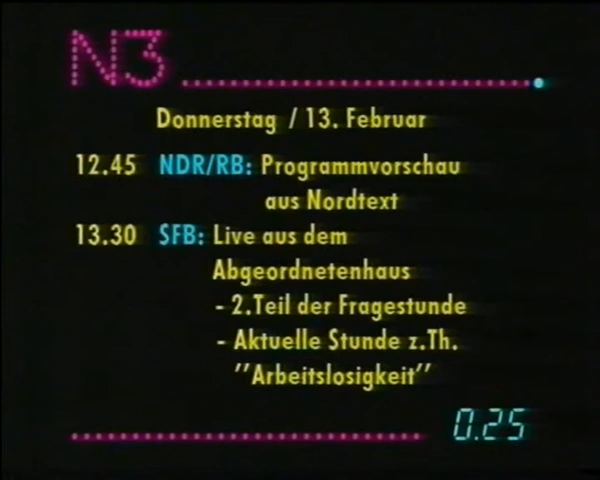 N3
Donnerstag / 13. Februar
12.45 NDR/RB: Programmvorschau
aus Nordtext
13.30 SFB: Live aus dem
Abgeordnetenhaus
- 2.Teil der Fragestunde
- Aktuelle Stunde z.Th.
"Arbeitslosigkeit"
0.25